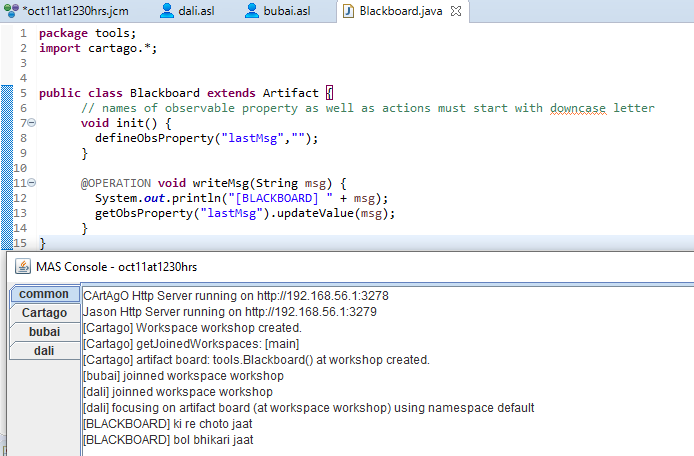 *oct11at1230hrs.jcm dali.asl bubai.asl Blackboard.java
1 package tools;
2 import cartago.*;
3
4
5 public class Blackboard extends Artifact {
6 // names of observable property as well as actions must start with downcase letter
7 void init() {
8 defineObsProperty("lastMsg","");
9 }
10
11 @OPERATION void writeMsg(String msg) {
12 System.out.println("[BLACKBOARD] " + msg);
13 getObsProperty("lastMsg").updateValue(msg);
14 }
15 }
MAS Console - oct11at1230hrs
common
Cartago
bubai
dali
CArtAgO Http Server running on http://192.168.56.1:3278
Jason Http Server running on http://192.168.56.1:3279
[Cartago] Workspace workshop created.
[Cartago] getJoinedWorkspaces: [main]
[Cartago] artifact board: tools.Blackboard() at workshop created.
[bubai] joinned workspace workshop
[dali] joinned workspace workshop
[dali] focusing on artifact board (at workspace workshop) using namespace default
[BLACKBOARD] ki re choto jaat
[BLACKBOARD] bol bhikari jaat